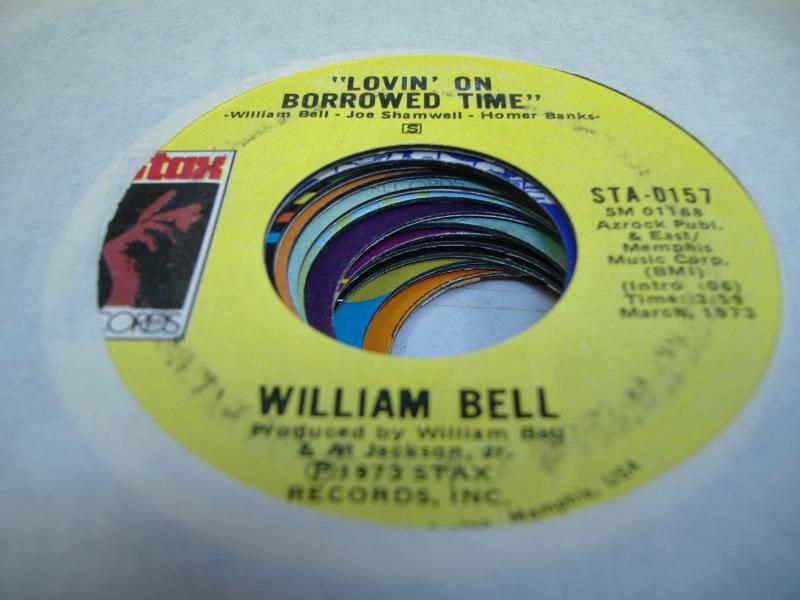 "LOVIN' ON
BORROWED TIME"
-William Bell - Joe Shamwell - Homer Banks-
S
stax
RECORDS
STA-0157
SM 01168
Azrock Publ.
& East/
Memphis
Music Corp.
(BMI)
(Intro :06)
Time: 3:59
March, 1973
CORDS
WILLIAM BELL
Produced by William Bell
& Al Jackson, Jr.
Ⓟ 1973 STAX
RECORDS, INC.
Memphis, USA